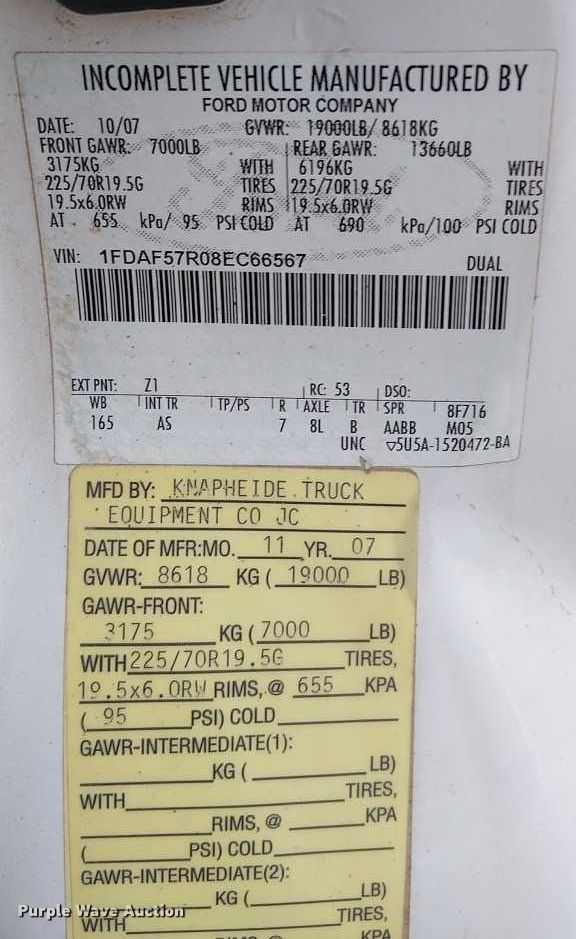 INCOMPLETE VEHICLE MANUFACTURED BY
FORD MOTOR COMPANY
DATE: 10/07 GVWR: 19000LB/ 8618KG
FRONT GAWR: 7000LB REAR GAWR: 13660LB
3175KG WITH 6196KG WITH
225/70R19.5G TIRES 225/70R19.5G TIRES
19.5x6.0RW RIMS 19.5x6.0RW RIMS
AT 655 kPa/ 95 PSI COLD AT 690 kPa/100 PSI COLD
VIN: 1FDAF57R08EC66567 DUAL
EXT PNT: Z1 RC: 53 DSO:
WB INT TR TP/PS R AXLE TR SPR 8F716
165 AS 7 8L B AABB M05
UNC ▽5U5A-1520472-BA
MFD BY: KNAPHEIDE TRUCK
EQUIPMENT CO JC
DATE OF MFR:MO. 11 YR. 07
GVWR: 8618 KG ( 19000 LB)
GAWR-FRONT:
3175 KG ( 7000 LB)
WITH 225/70R19.5G TIRES,
19.5x6.0RW RIMS, @ 655 KPA
( 95 PSI) COLD
GAWR-INTERMEDIATE(1):
KG ( LB)
WITH TIRES,
RIMS, @ KPA
( PSI) COLD
GAWR-INTERMEDIATE(2):
KG ( LB)
WITH TIRES,
RIMS, @ KPA
Purple Wave Auction